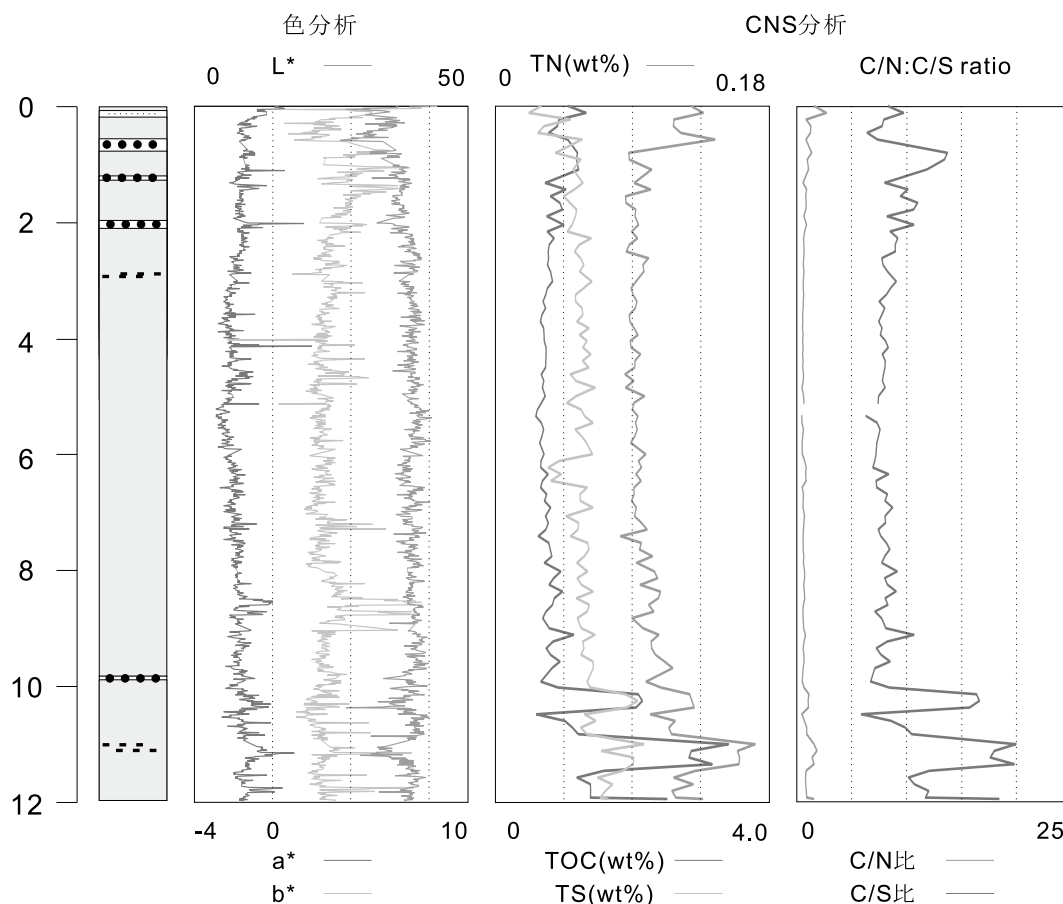 色分析
CNS分析
L*
0
50
TN(wt%)
0
0.18
C/N:C/S ratio
0
2
4
6
8
10
12
-4
0
10
0
4.0
0
25
a*
b*
TOC(wt%)
TS(wt%)
C/N比
C/S比